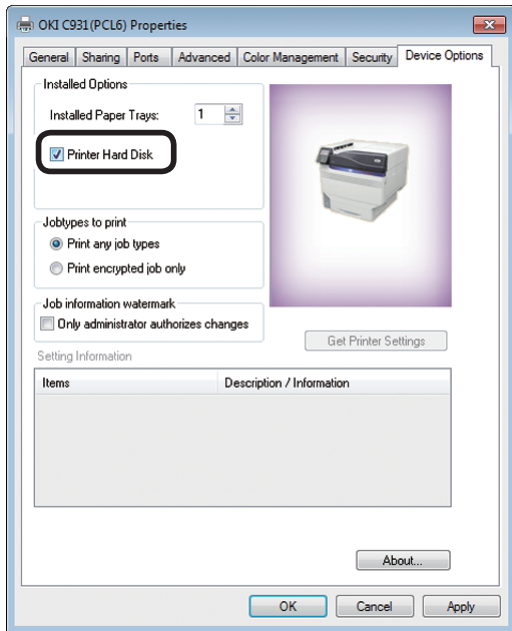 OKI C931(PCL6) Properties
General Sharing Ports Advanced Color Management Security Device Options
Installed Options
Installed Paper Trays: 1
Printer Hard Disk
Jobtypes to print
Print any job types
Print encrypted job only
Job information watermark
Only administrator authorizes changes
Get Printer Settings
Setting Information
Items Description / Information
About...
OK Cancel Apply